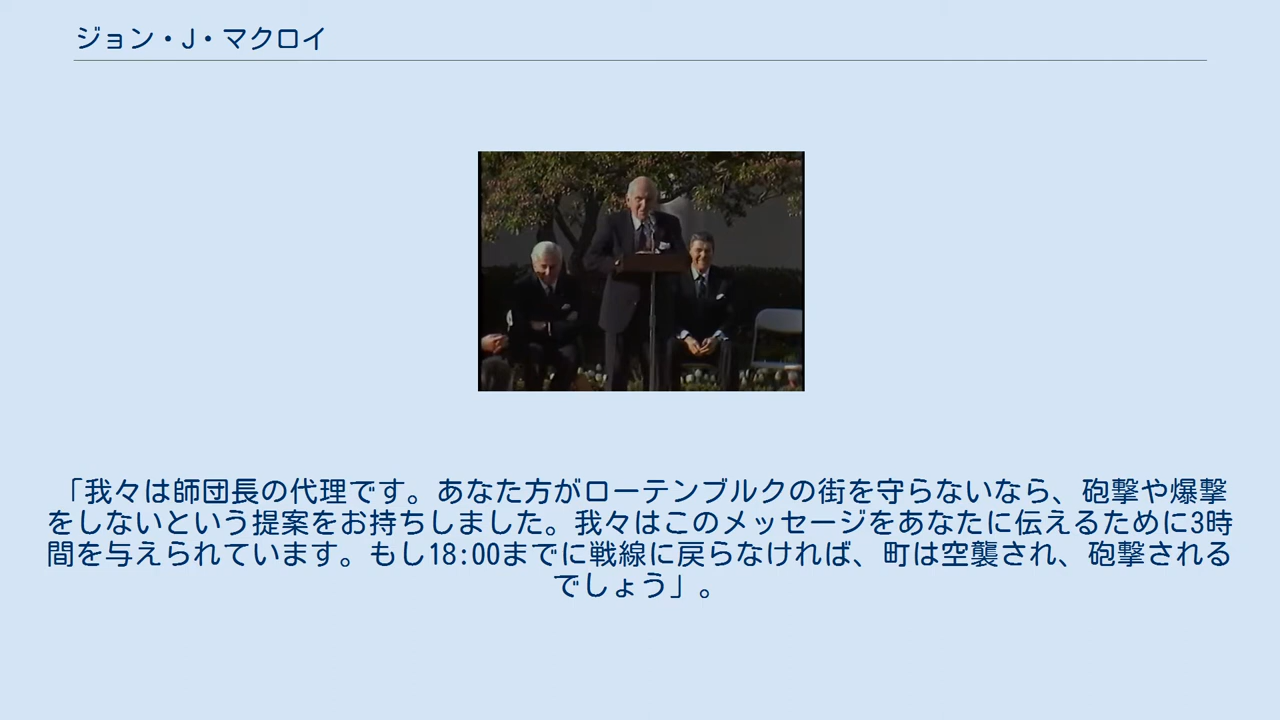 ジョン・J・マクロイ
「我々は師団長の代理です。あなた方がローテンブルクの街を守らないなら、砲撃や爆撃
をしないという提案をお持ちしました。我々はこのメッセージをあなたに伝えるために3時
間を与えられています。もし18:00までに戦線に戻らなければ、町は空襲され、砲撃される
でしょう」。